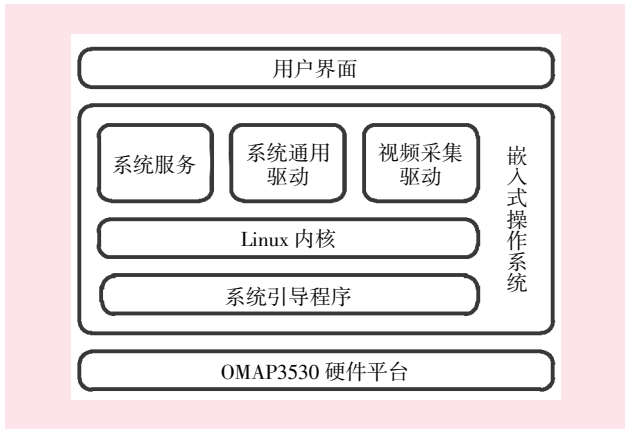 用户界面
系统服务
系统通用
驱动
视频采集
驱动
嵌入式操作系统
Linux 内核
系统引导程序
OMAP3530 硬件平台